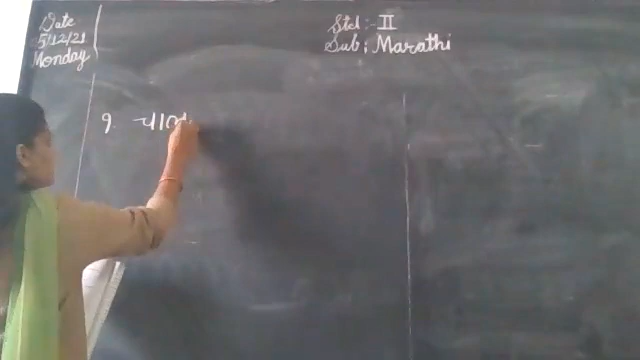 Date
5/12/21
Monday
Std :- II
Sub : Marathi
१.